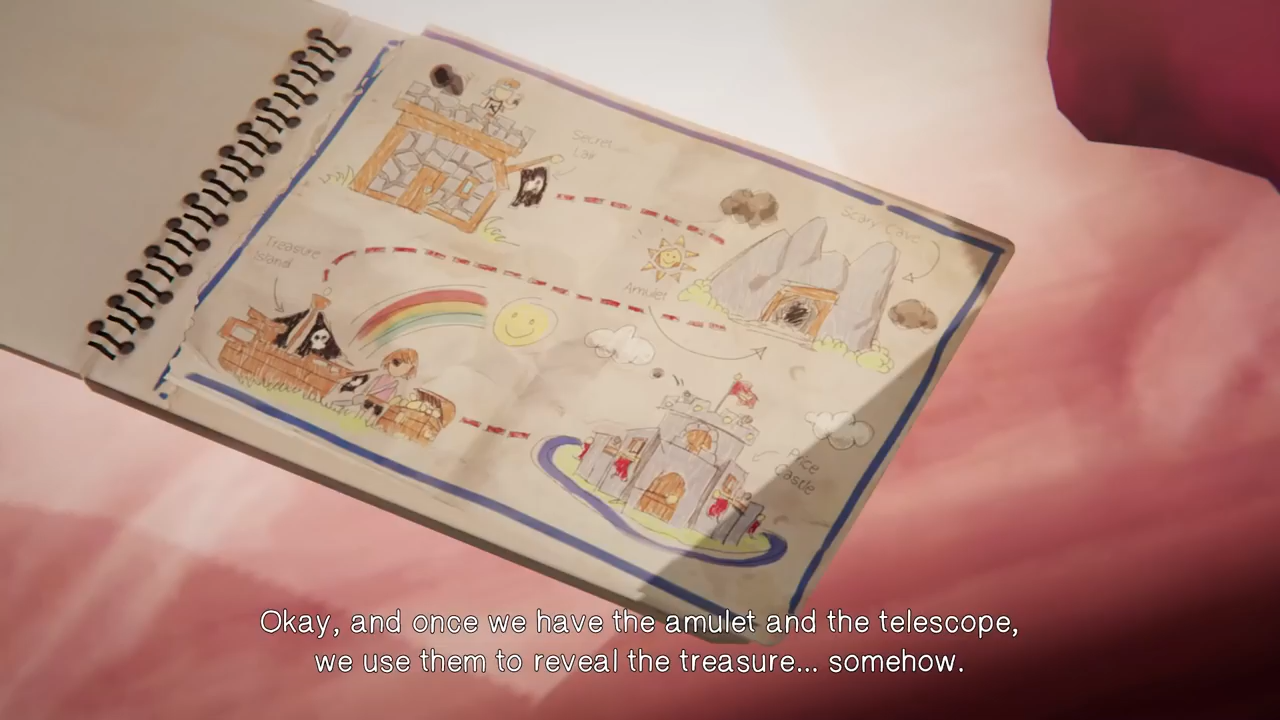 Secret
Lair
Scary Cave
Treasure
Island
Amulet
Price
Castle
Okay, and once we have the amulet and the telescope,
we use them to reveal the treasure... somehow.